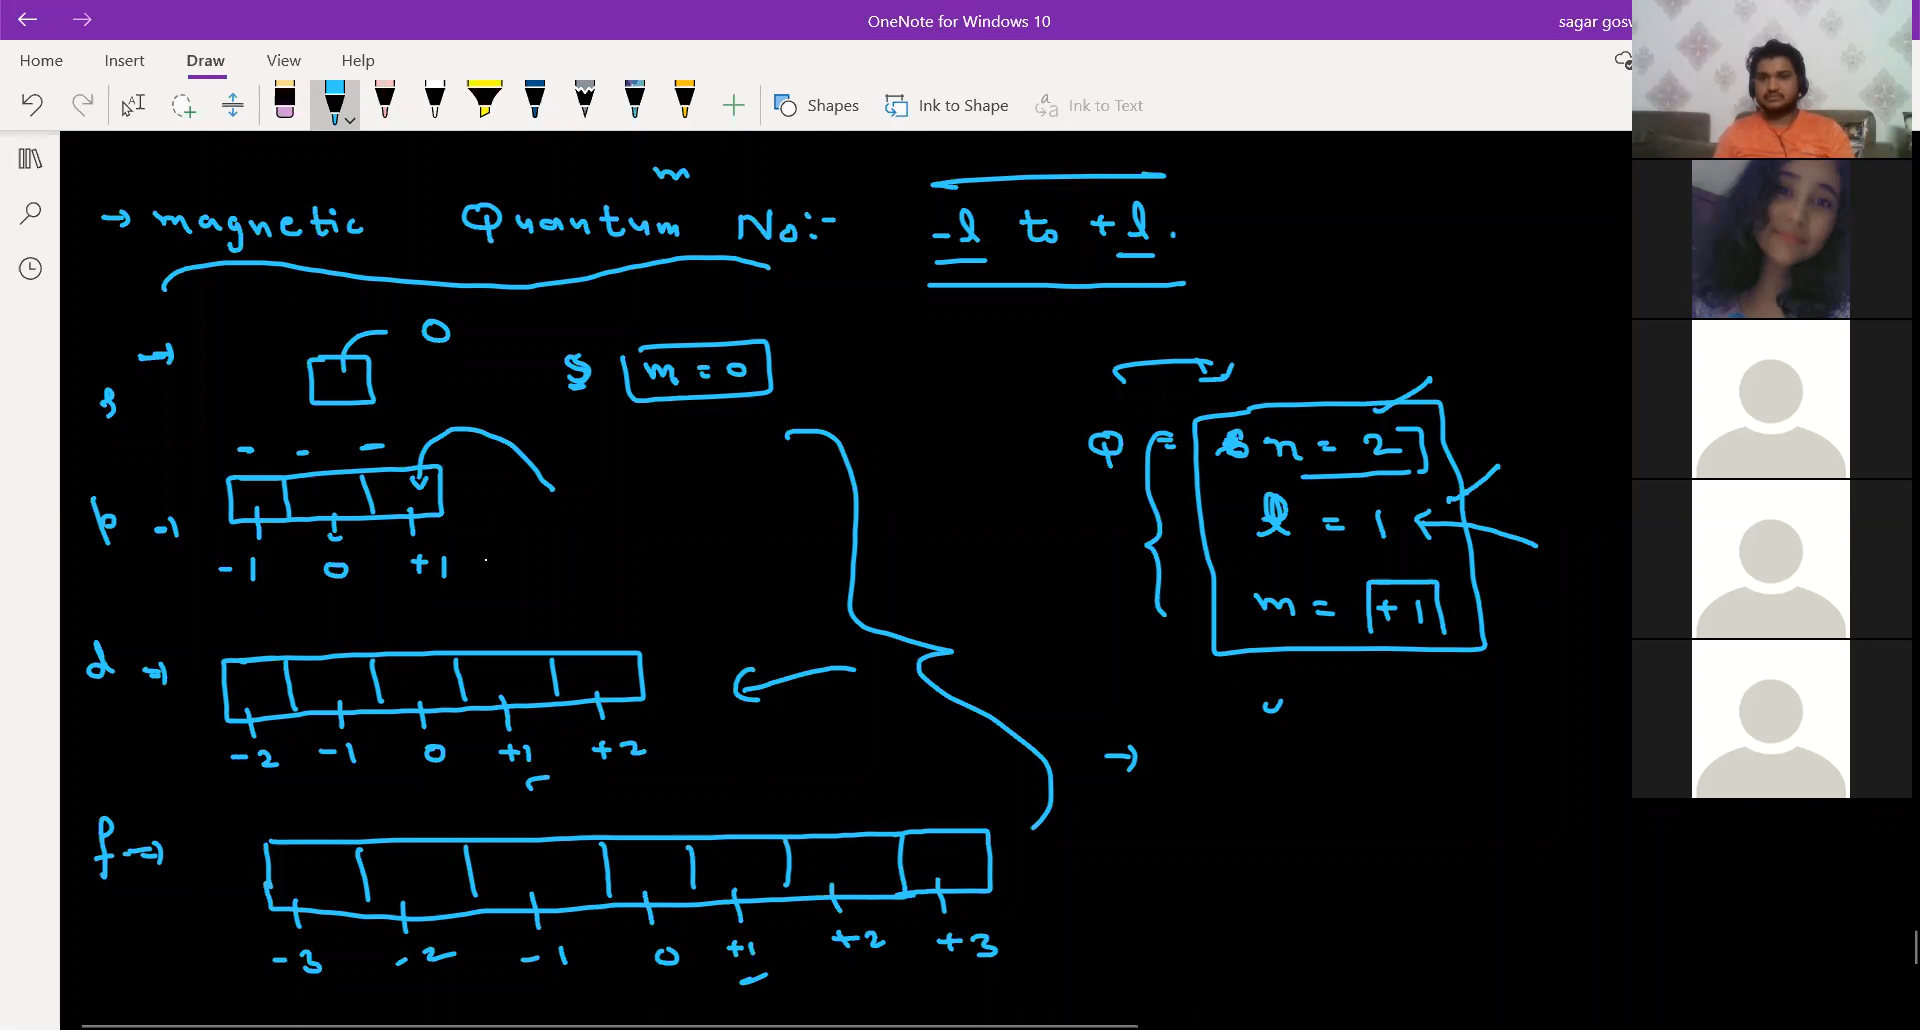 OneNote for Windows 10
sagar gosw
Home Insert Draw View Help
Shapes Ink to Shape Ink to Text
m
→ magnetic Quantum No:- -l to +l.
s → 0 s m = 0
p → -1 0 +1
d → -2 -1 0 +1 +2
f → -3 -2 -1 0 +1 +2 +3
Q = n = 2
l = 1
m = +1
→